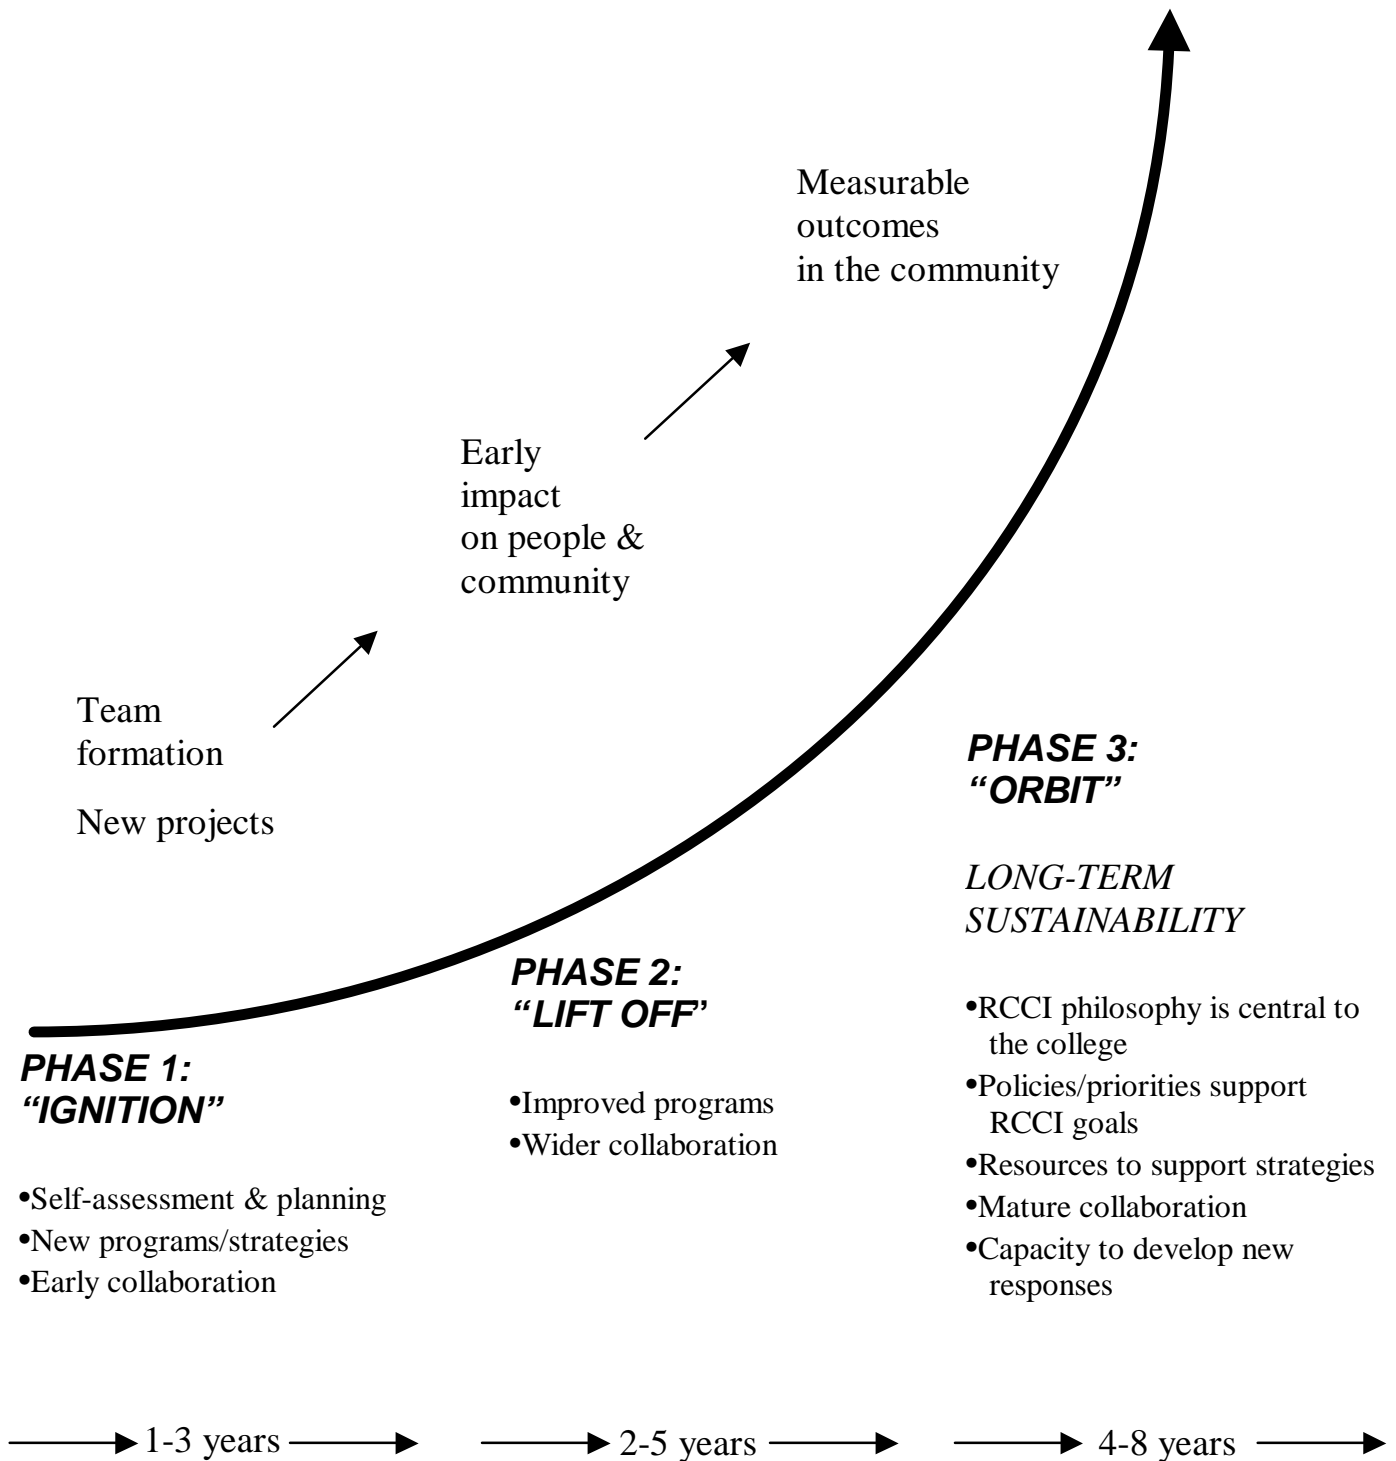 Measurable
outcomes
in the community
Early
impact
on people &
community
Team
formation
New projects
PHASE 1:
“IGNITION”
•Self-assessment & planning
•New programs/strategies
•Early collaboration
PHASE 2:
“LIFT OFF”
•Improved programs
•Wider collaboration
PHASE 3:
“ORBIT”
LONG-TERM
SUSTAINABILITY
•RCCI philosophy is central to
the college
•Policies/priorities support
RCCI goals
•Resources to support strategies
•Mature collaboration
•Capacity to develop new
responses
1-3 years
2-5 years
4-8 years